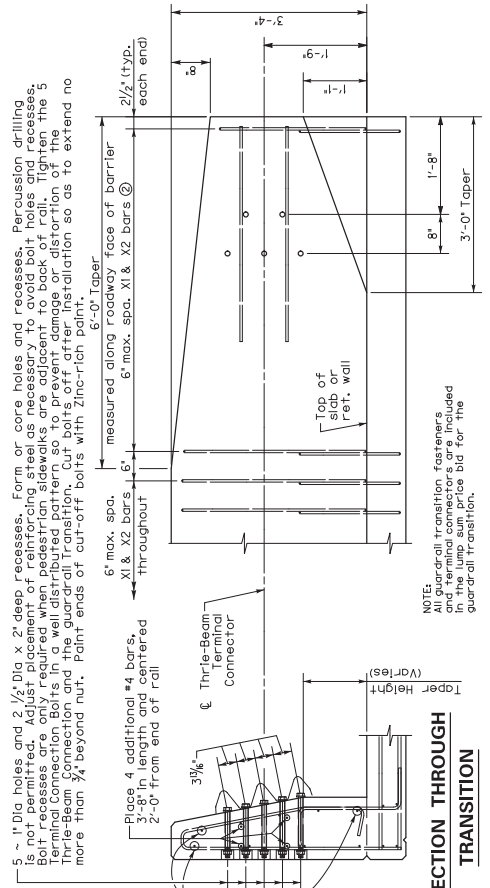 5 ~ 1" Dia holes and 2 1/2" Dia x 2" deep recesses. Form or core holes and recesses. Percussion drilling
is not permitted. Adjust placement of reinforcing steel as necessary to avoid bolt holes and recesses.
Bolt recesses are only required when pedestrian sidewalks are adjacent to back of rail. Tighten the 5
Terminal Connection Bolts in a well distributed pattern so to prevent damage or distortion of the
Thrie-Beam Connection and the guardrail Transition. Cut bolts off after installation so as to extend no
more than 3/4" beyond nut. Paint ends of cut-off bolts with Zinc-rich paint.
6'-0" Taper
measured along roadway face of barrier
2 1/2" (typ.
each end)
6" max. spa. X1 & X2 bars ②
6"
6" max. spa.
X1 & X2 bars
throughout
8"
3'-4"
1'-9"
1'-1"
Place 4 additional #4 bars,
3'-8" in length and centered
2'-0" from end of rail
3 13/16"
℄ Thrie-Beam
Terminal
Connector
Top of
slab or
ret. wall
8"
1'-8"
3'-0" Taper
Taper Height
(Varies)
NOTE:
All guardrail transition fasteners
and terminal connectors are included
in the lump sum price bid for the
guardrail transition.
ECTION THROUGH
TRANSITION